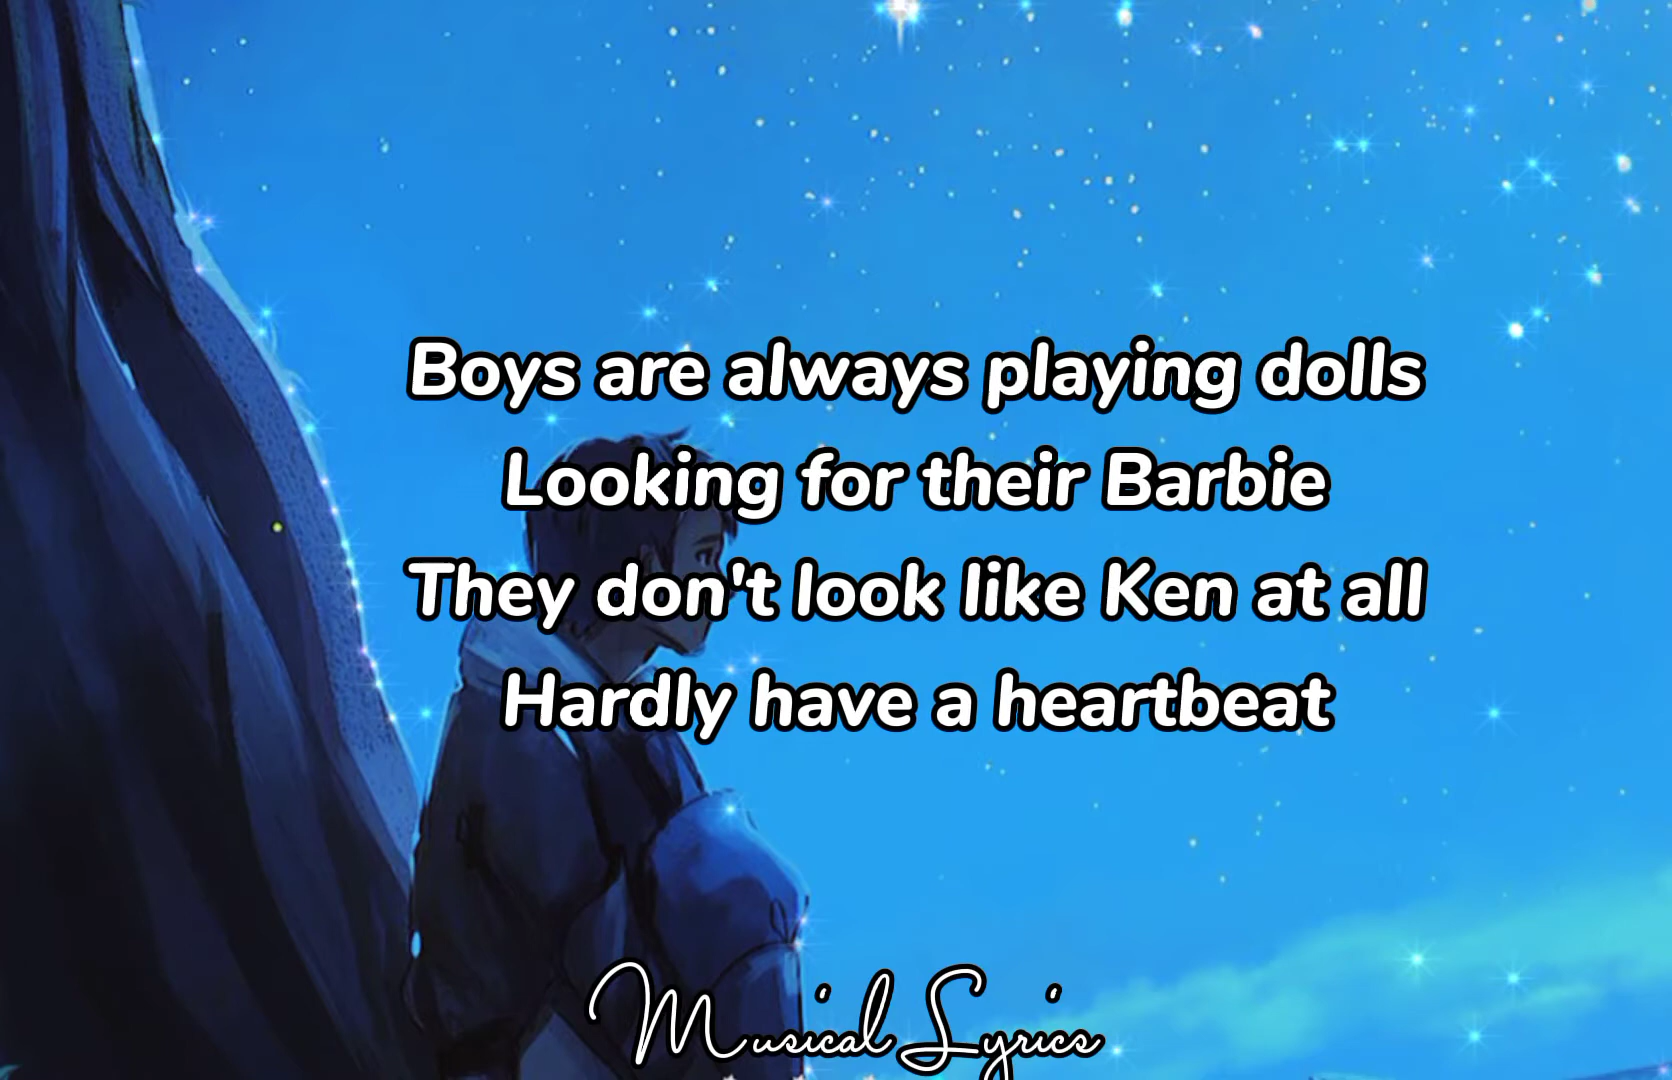 Boys are always playing dolls
Looking for their Barbie
They don't look like Ken at all
Hardly have a heartbeat
Musical Lyrics